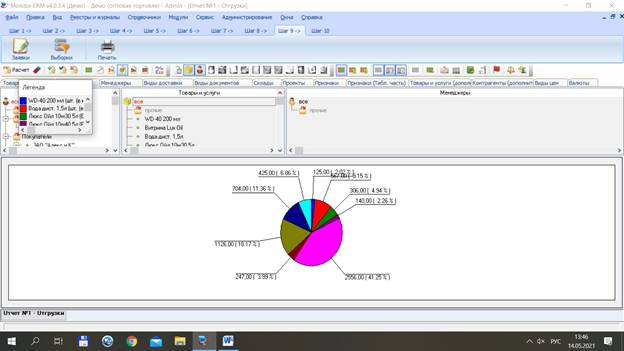 Monitor CRM v4.0.3.4 (Демо) - Демо (оптовая торговля) - Admin - [Отчет №1 - Отгрузки]
Файл Правка Вид Реестры и журналы Справочники Модули Сервис Администрирование Окна Справка
Шаг 1 -> Шаг 2 -> Шаг 3 -> Шаг 4 -> Шаг 5 -> Шаг 6 -> Шаг 7 -> Шаг 8 -> Шаг 9 -> Шаг 10
Заявки Выборки Печать
Расчет
Товары Менеджеры Виды доставки Виды документов Склады Проекты Признаки Признаки (Табл. часть) Товары и услуги (дополн Контрагенты (дополнит Виды цен Валюты
Легенда
WD-40 200 мл (шт. (в
Вода дист. 1,5л (шт. (в
Люкс Ойл 10м30 5л (Е
Люкс Ойл 10м40 5л (Е
все
Покупатели
ЗАО "Алекс и К"
Товары и услуги
все
прочие
WD-40 200 мл
Витрина Lux Oil
Вода дист. 1,5л
Люкс Ойл 10м30 5л
Менеджеры
все
прочие
425,00 ( 6.86 %)
125,00 ( 2.02 %)
704,00 ( 11.36 %)
306,00 ( 4.94 %)
140,00 ( 2.26 %)
1126,00 ( 18.17 %)
247,00 ( 3.99 %)
2556,00 ( 41.25 %)
Отчет №1 - Отгрузки
РУС
13:46
14.05.2021